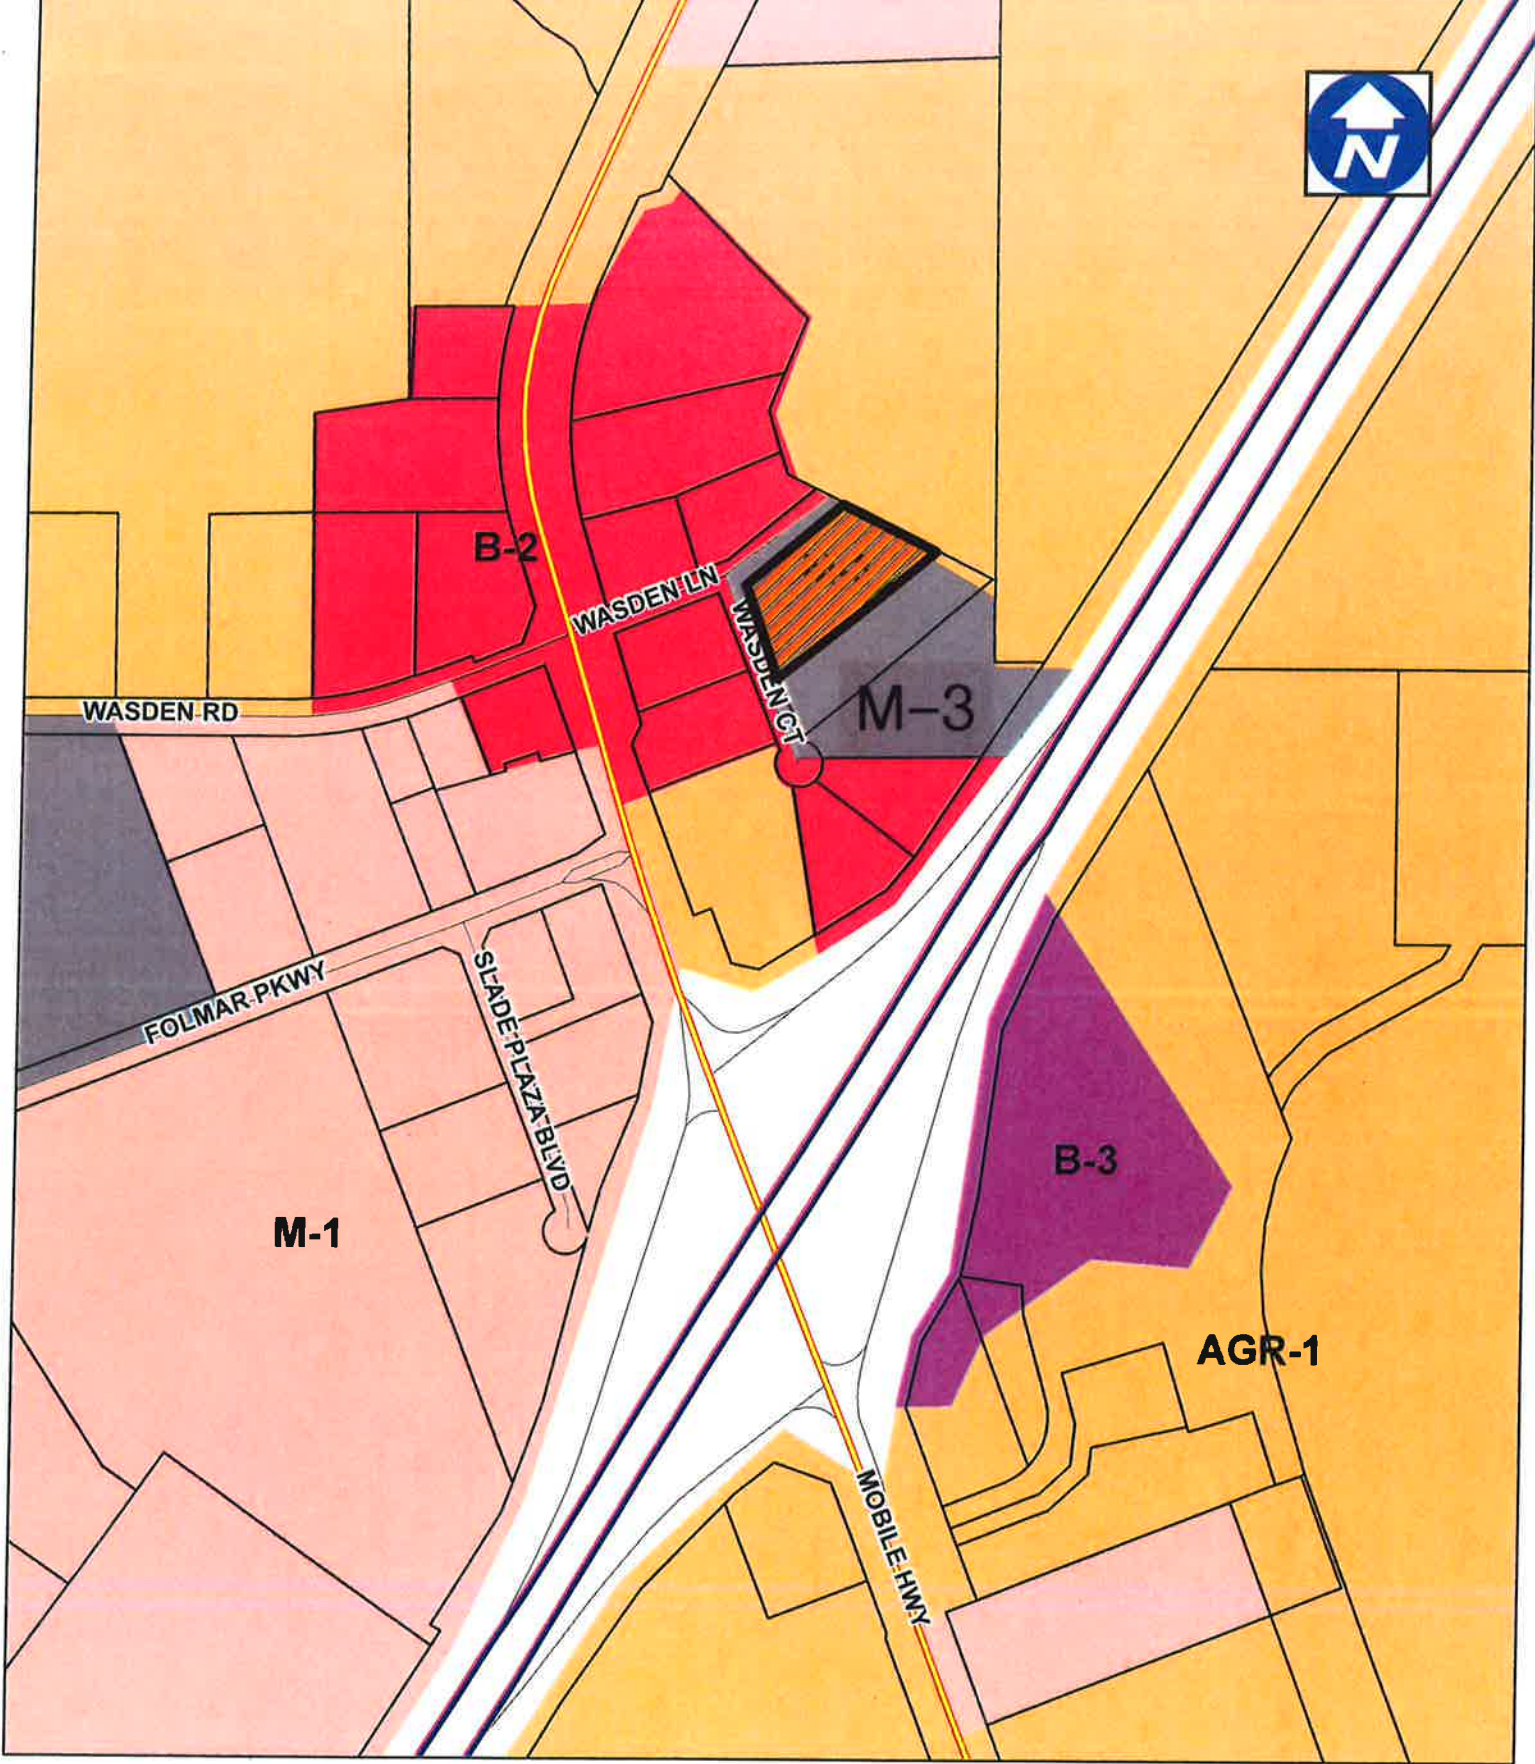 N
B-2
WASDEN LN
WASDEN CT
M-3
WASDEN RD
FOLMAR PKWY
SLADE PLAZA BLVD
B-3
M-1
AGR-1
MOBILE HWY